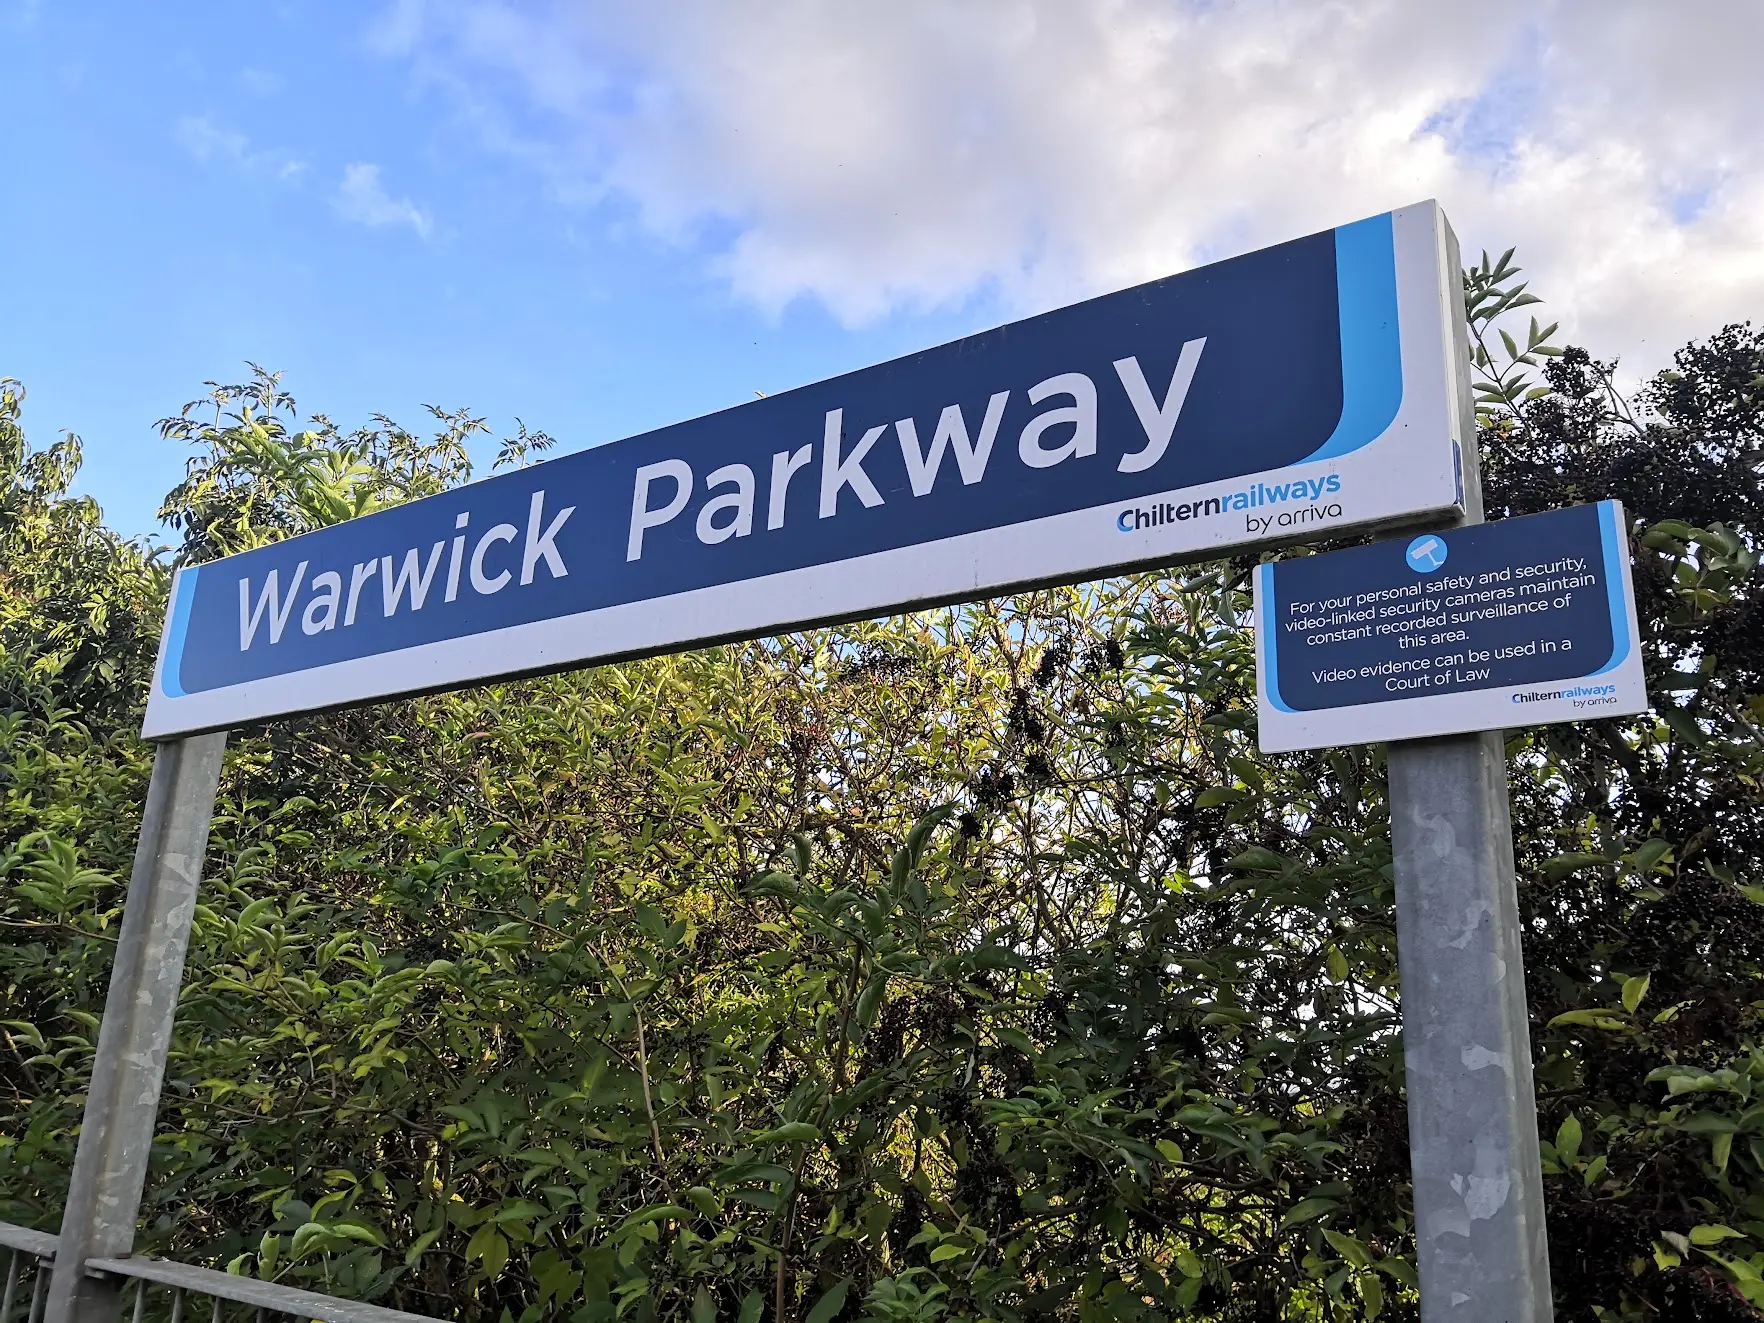 Warwick Parkway
Chilternrailways
by arriva
For your personal safety and security,
video-linked security cameras maintain
constant recorded surveillance of
this area.
Video evidence can be used in a
Court of Law
Chilternrailways
by arriva